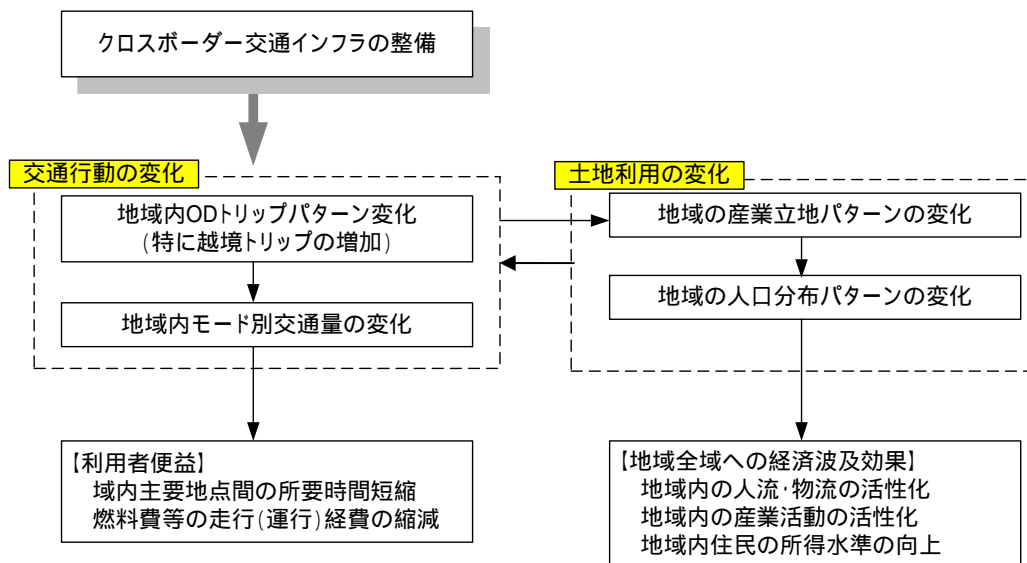 クロスボーダー交通インフラの整備
交通行動の変化
地域内ODトリップパターン変化
(特に越境トリップの増加)
地域内モード別交通量の変化
土地利用の変化
地域の産業立地パターンの変化
地域の人口分布パターンの変化
【利用者便益】
域内主要地点間の所要時間短縮
燃料費等の走行(運行)経費の縮減
【地域全域への経済波及効果】
地域内の人流･物流の活性化
地域内の産業活動の活性化
地域内住民の所得水準の向上